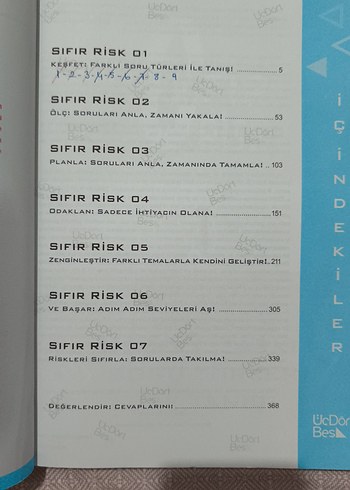 SIFIR RİSK 01
KEŞFET: FARKLI SORU TÜRLERİ İLE TANIŞ! ............... 5
1 - 2 - 3 - 4 - 5 - 6 - 7 - 8 - 9
SIFIR RİSK 02
ÖLÇ: SORULARI ANLA, ZAMANI YAKALA! .................. 53
SIFIR RİSK 03
PLANLA: SORULARI ANLA, ZAMANINDA TAMAMLA! .. 103
SIFIR RİSK 04
ODAKLAN: SADECE İHTİYACIN OLANA! .................... 151
SIFIR RİSK 05
ZENGİNLEŞTİR: FARKLI TEMALARLA KENDİNİ GELİŞTİR!.. 211
SIFIR RİSK 06
VE BAŞAR: ADIM ADIM SEVİYELERİ AŞ! .................... 305
SIFIR RİSK 07
RİSKLERİ SIFIRLA: SORULARDA TAKILMA! ................. 339
DEĞERLENDİR: CEVAPLARINI! ................................ 368
İÇİNDEKİLER
ÜçDört
Beş